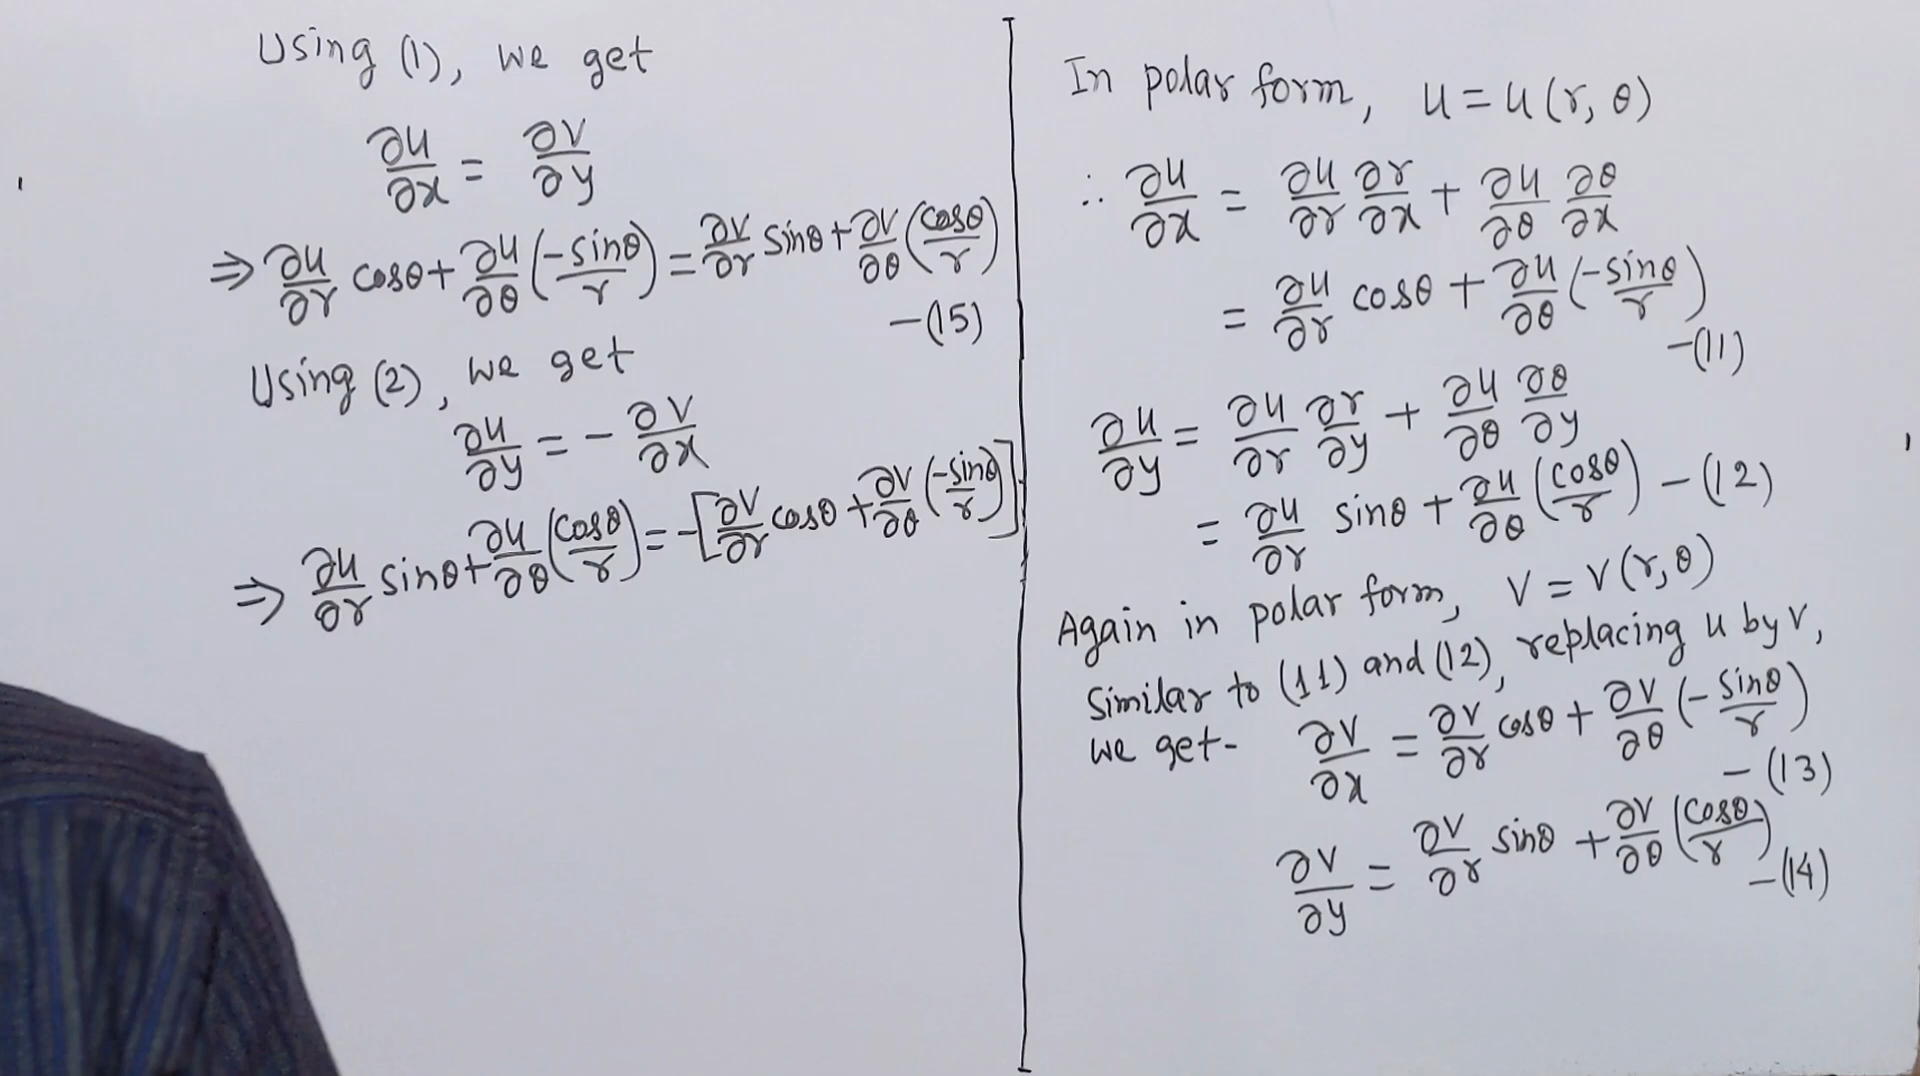 Using (1), we get
∂u/∂x = ∂v/∂y
⇒ ∂u/∂r cosθ + ∂u/∂θ (-sinθ/r) = ∂v/∂r sinθ + ∂v/∂θ (cosθ/r)
-(15)
Using (2), we get
∂u/∂y = - ∂v/∂x
⇒ ∂u/∂r sinθ + ∂u/∂θ (cosθ/r) = -[∂v/∂r cosθ + ∂v/∂θ (-sinθ/r)]
In polar form, u = u(r, θ)
∴ ∂u/∂x = ∂u/∂r ∂r/∂x + ∂u/∂θ ∂θ/∂x
= ∂u/∂r cosθ + ∂u/∂θ (-sinθ/r)
-(11)
∂u/∂y = ∂u/∂r ∂r/∂y + ∂u/∂θ ∂θ/∂y
= ∂u/∂r sinθ + ∂u/∂θ (cosθ/r) -(12)
Again in polar form, v = v(r, θ)
Similar to (11) and (12), replacing u by v,
we get- ∂v/∂x = ∂v/∂r cosθ + ∂v/∂θ (-sinθ/r)
-(13)
∂v/∂y = ∂v/∂r sinθ + ∂v/∂θ (cosθ/r)
-(14)